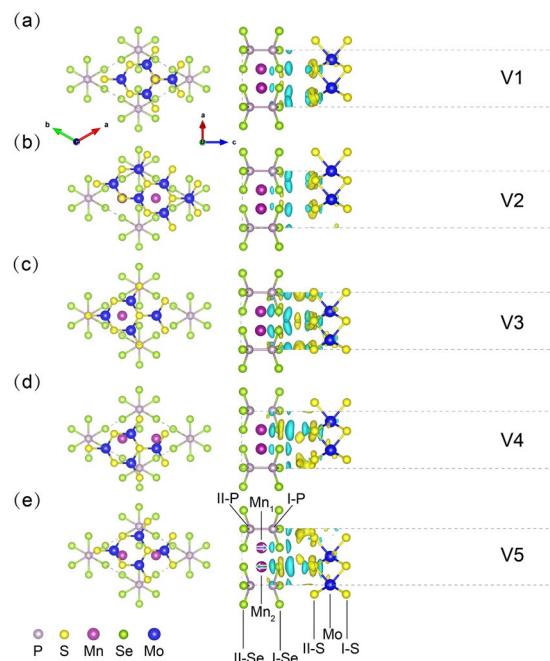 (a)
V1
b
a
a
c
(b)
V2
(c)
V3
(d)
V4
(e)
II-P Mn1 I-P
V5
Mn2
Mo
II-Se I-Se II-S I-S
P S Mn Se Mo